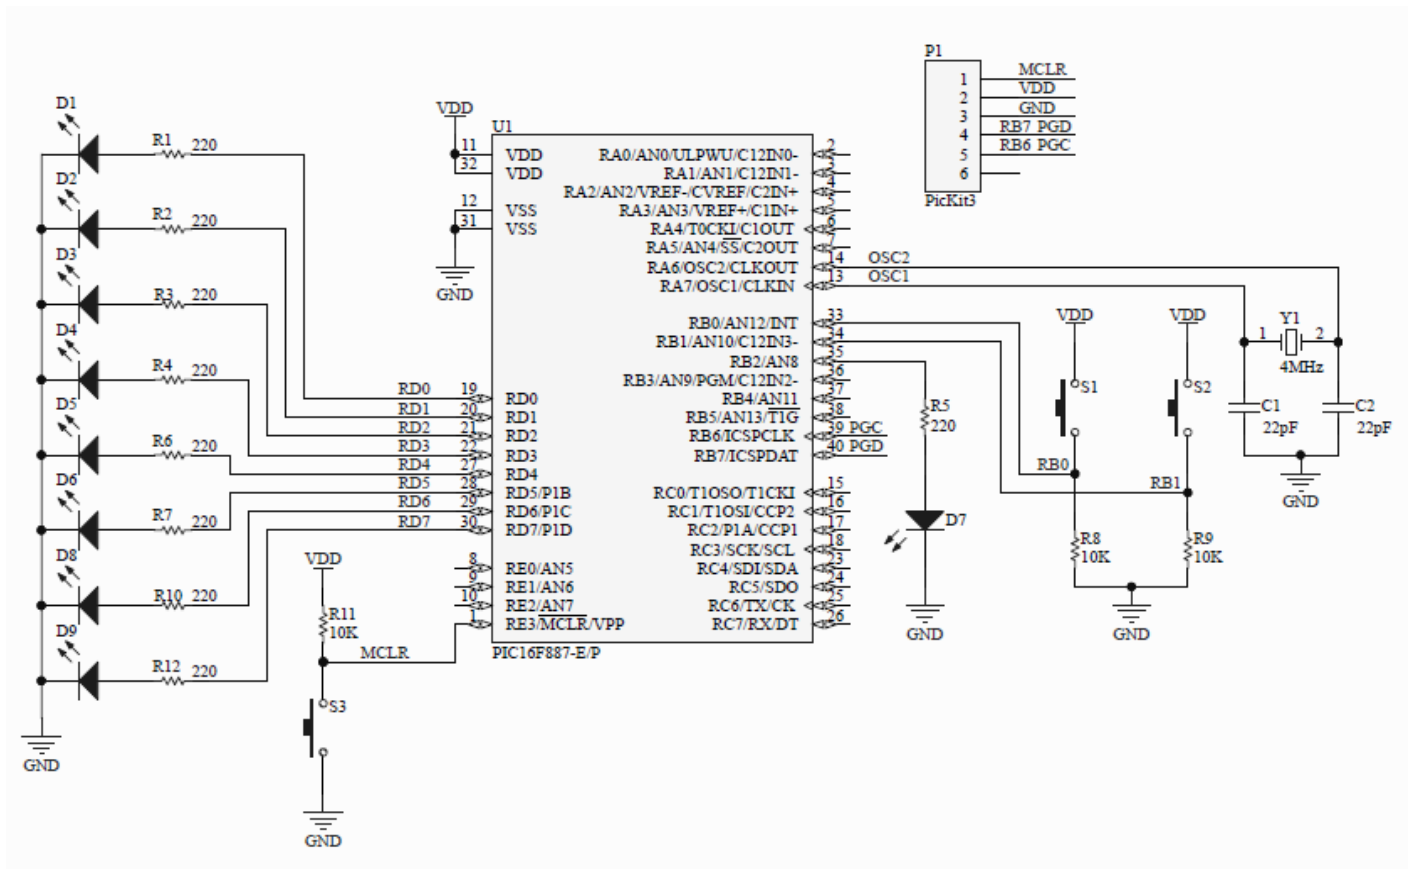 P1
1 MCLR
2 VDD
3 GND
4 RB7 PGD
5 RB6 PGC
6
PicKit3
D1
R1 220
D2
R2 220
D3
R3 220
D4
R4 220
D5
R6 220
D6
R7 220
D8
R10 220
D9
R12 220
GND
VDD
U1
11 VDD
32 VDD
12 VSS
31 VSS
GND
RD0 19 RD0
RD1 20 RD1
RD2 21 RD2
RD3 22 RD3
RD4 27 RD4
RD5 28 RD5/P1B
RD6 29 RD6/P1C
RD7 30 RD7/P1D
8 RE0/AN5
9 RE1/AN6
10 RE2/AN7
1 RE3/MCLR/VPP
PIC16F887-E/P
RA0/AN0/ULPWU/C12IN0- 2
RA1/AN1/C12IN1- 3
RA2/AN2/VREF-/CVREF/C2IN+ 4
RA3/AN3/VREF+/C1IN+ 5
RA4/T0CKI/C1OUT 6
RA5/AN4/SS/C2OUT 7
RA6/OSC2/CLKOUT 14 OSC2
RA7/OSC1/CLKIN 13 OSC1
RB0/AN12/INT 33
RB1/AN10/C12IN3- 34
RB2/AN8 35
RB3/AN9/PGM/C12IN2- 36
RB4/AN11 37
RB5/AN13/T1G 38
RB6/ICSPCLK 39 PGC
RB7/ICSPDAT 40 PGD
RC0/T1OSO/T1CKI 15
RC1/T1OSI/CCP2 16
RC2/P1A/CCP1 17
RC3/SCK/SCL 18
RC4/SDI/SDA 23
RC5/SDO 24
RC6/TX/CK 25
RC7/RX/DT 26
VDD
R11
10K
MCLR
S3
GND
R5
220
D7
GND
VDD
S1
RB0
R8
10K
VDD
S2
RB1
R9
10K
GND
Y1
1 2
4MHz
C1
22pF
C2
22pF
GND